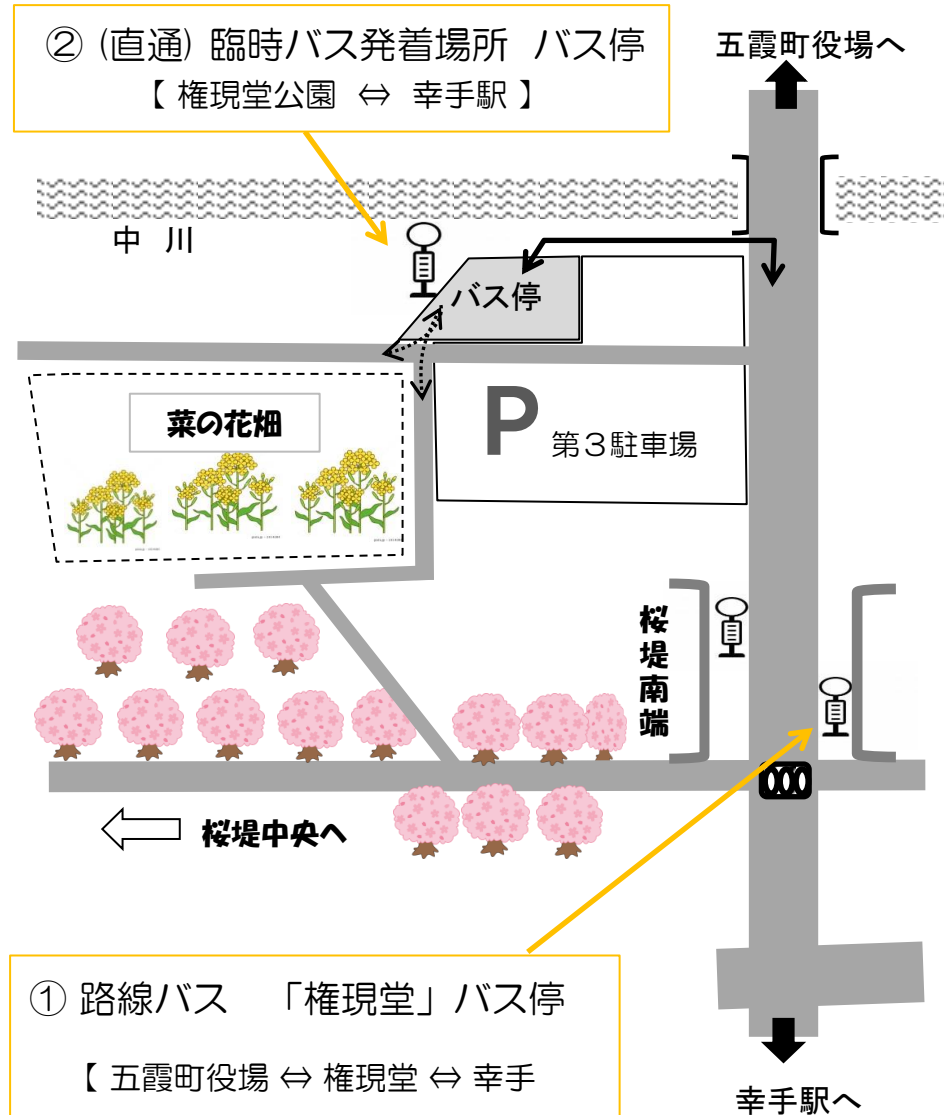 ② (直通) 臨時バス発着場所 バス停
【 権現堂公園 ⇔ 幸手駅 】
五霞町役場へ
中 川
バス停
菜の花畑
P 第3駐車場
桜堤南端
桜堤中央へ
① 路線バス 「権現堂」バス停
【 五霞町役場 ⇔ 権現堂 ⇔ 幸手
幸手駅へ